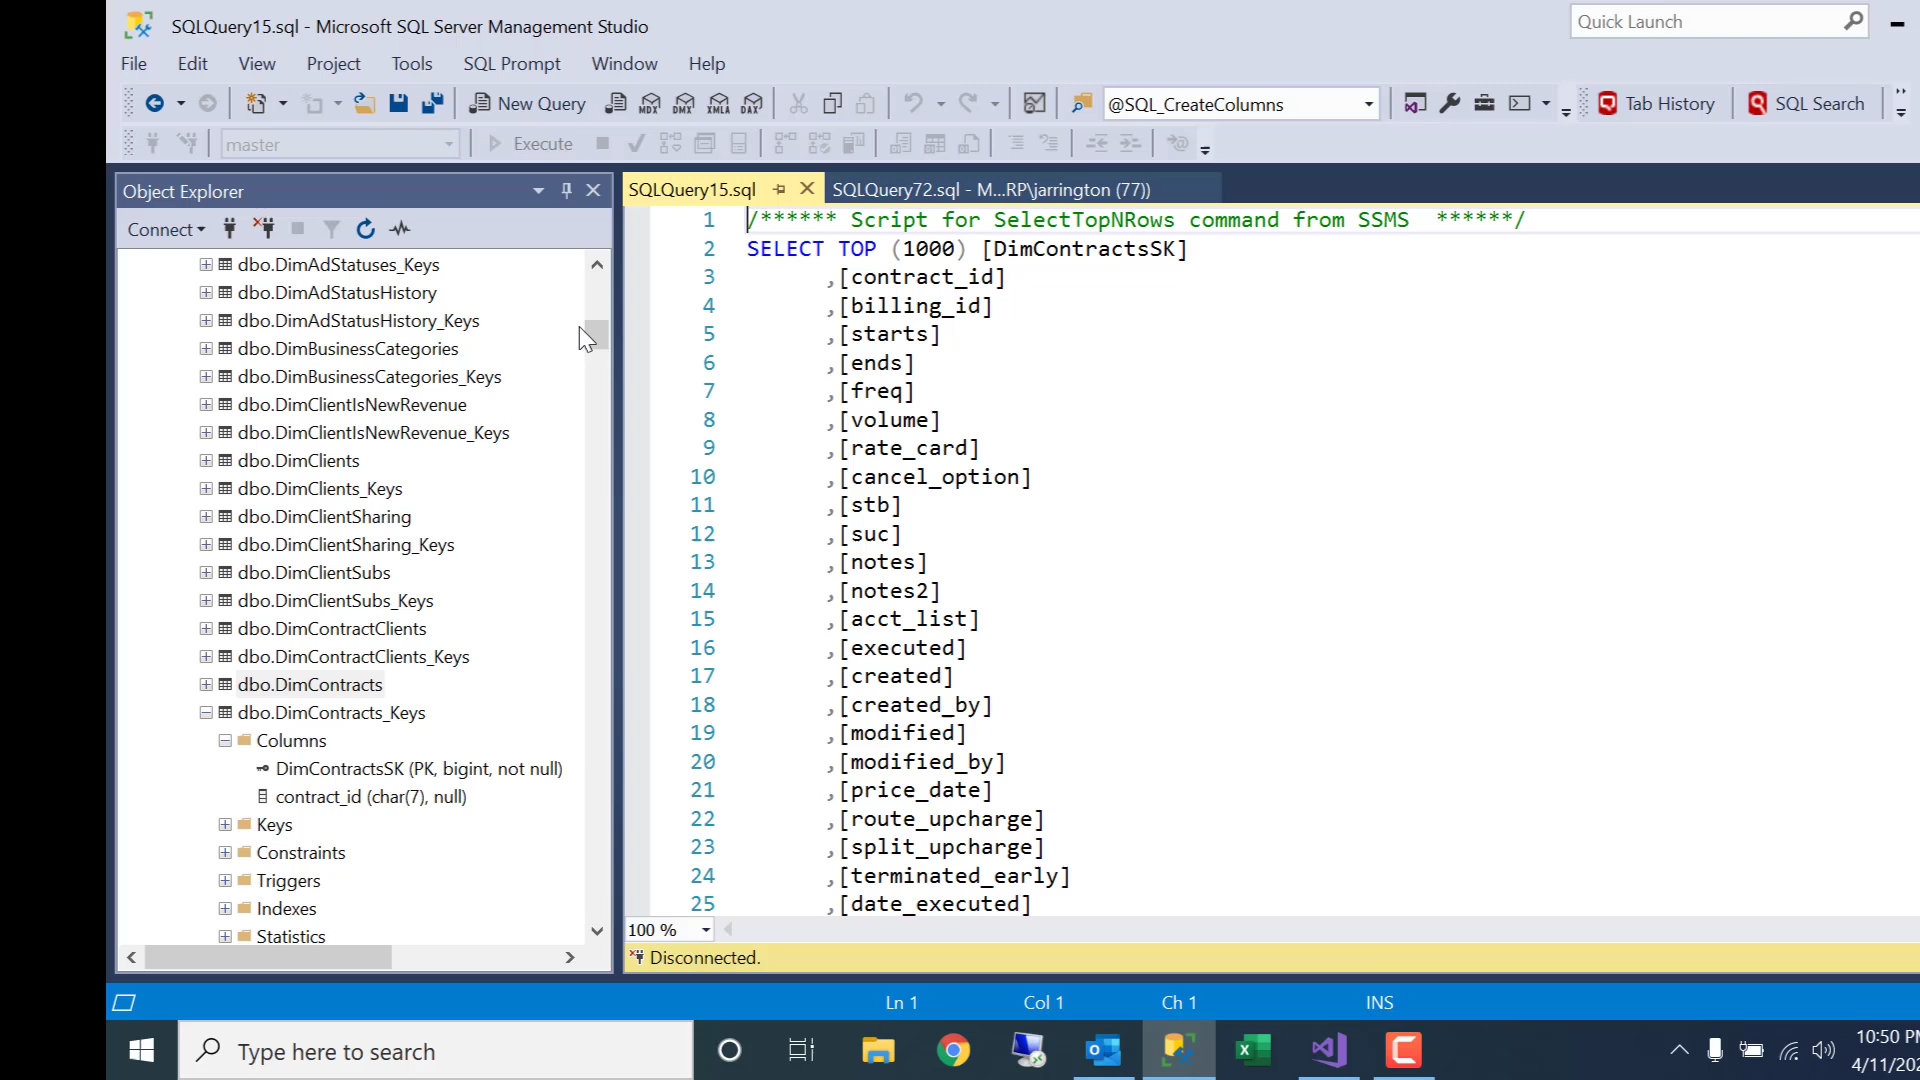 SQLQuery15.sql - Microsoft SQL Server Management Studio
Quick Launch
File Edit View Project Tools SQL Prompt Window Help
New Query MDX DMX XMLA DAX @SQL_CreateColumns Tab History SQL Search
master Execute
Object Explorer
SQLQuery15.sql SQLQuery72.sql - M...RP\jarrington (77))
Connect
dbo.DimAdStatuses_Keys
dbo.DimAdStatusHistory
dbo.DimAdStatusHistory_Keys
dbo.DimBusinessCategories
dbo.DimBusinessCategories_Keys
dbo.DimClientIsNewRevenue
dbo.DimClientIsNewRevenue_Keys
dbo.DimClients
dbo.DimClients_Keys
dbo.DimClientSharing
dbo.DimClientSharing_Keys
dbo.DimClientSubs
dbo.DimClientSubs_Keys
dbo.DimContractClients
dbo.DimContractClients_Keys
dbo.DimContracts
dbo.DimContracts_Keys
Columns
DimContractsSK (PK, bigint, not null)
contract_id (char(7), null)
Keys
Constraints
Triggers
Indexes
Statistics
1 /****** Script for SelectTopNRows command from SSMS ******/
2 SELECT TOP (1000) [DimContractsSK]
3 ,[contract_id]
4 ,[billing_id]
5 ,[starts]
6 ,[ends]
7 ,[freq]
8 ,[volume]
9 ,[rate_card]
10 ,[cancel_option]
11 ,[stb]
12 ,[suc]
13 ,[notes]
14 ,[notes2]
15 ,[acct_list]
16 ,[executed]
17 ,[created]
18 ,[created_by]
19 ,[modified]
20 ,[modified_by]
21 ,[price_date]
22 ,[route_upcharge]
23 ,[split_upcharge]
24 ,[terminated_early]
25 ,[date_executed]
100 %
Disconnected.
Ln 1 Col 1 Ch 1 INS
Type here to search
10:50 PM
4/11/202